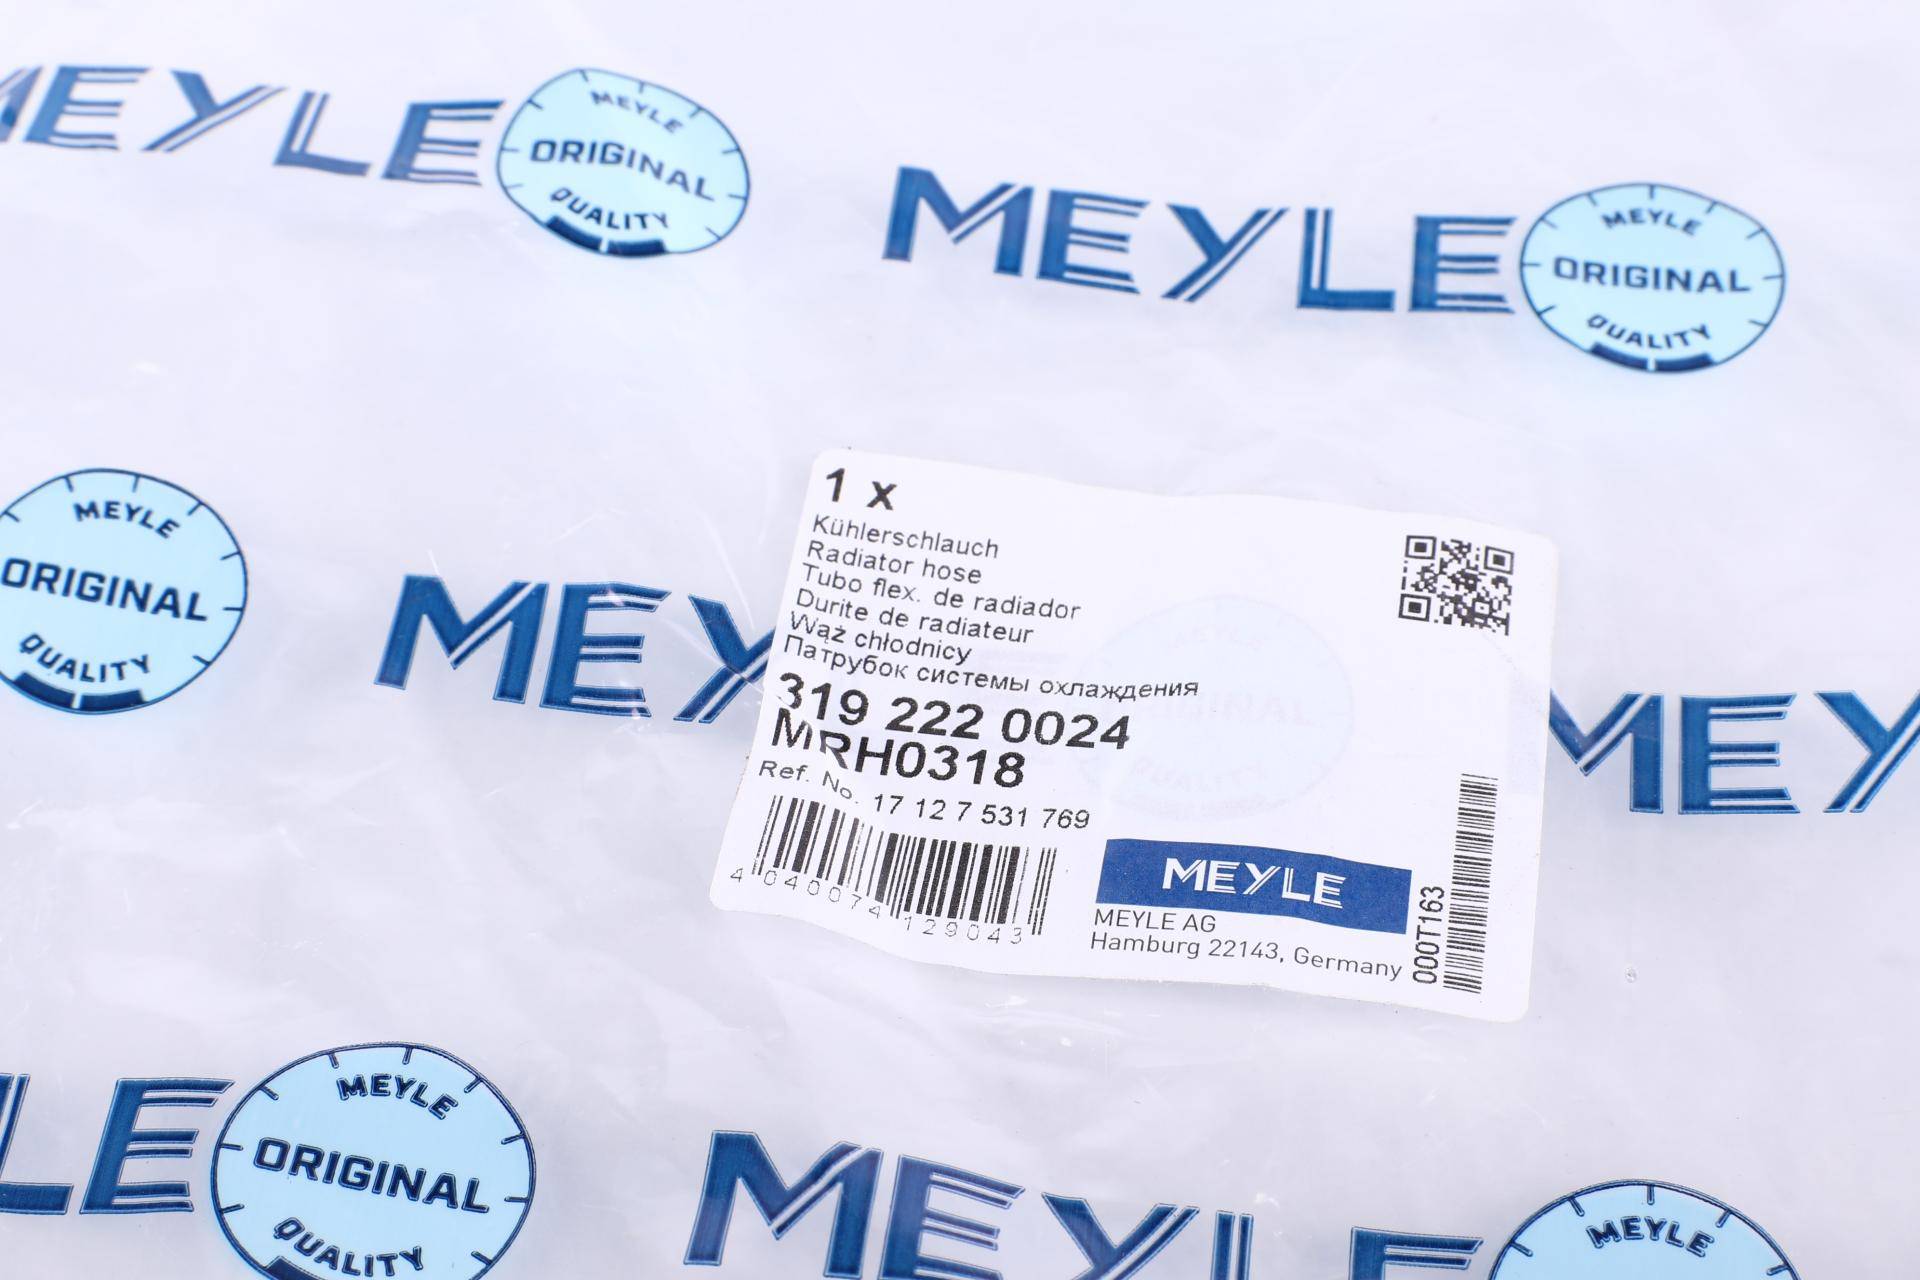 MEYLE
MEYLE
ORIGINAL
QUALITY
MEYLE
MEYLE
ORIGINAL
QUALITY
MEYLE
ORIGINAL
QUALITY
1 x
Kühlerschlauch
Radiator hose
Tubo flex. de radiador
Durite de radiateur
Wąż chłodnicy
Патрубок системы охлаждения
319 222 0024
MRH0318
Ref. No. 17 12 7 531 769
4 040074 129043
MEYLE
MEYLE AG
Hamburg 22143, Germany
000T163
MEYLE
ORIGINAL
QUALITY
MEYLE
MEYLE